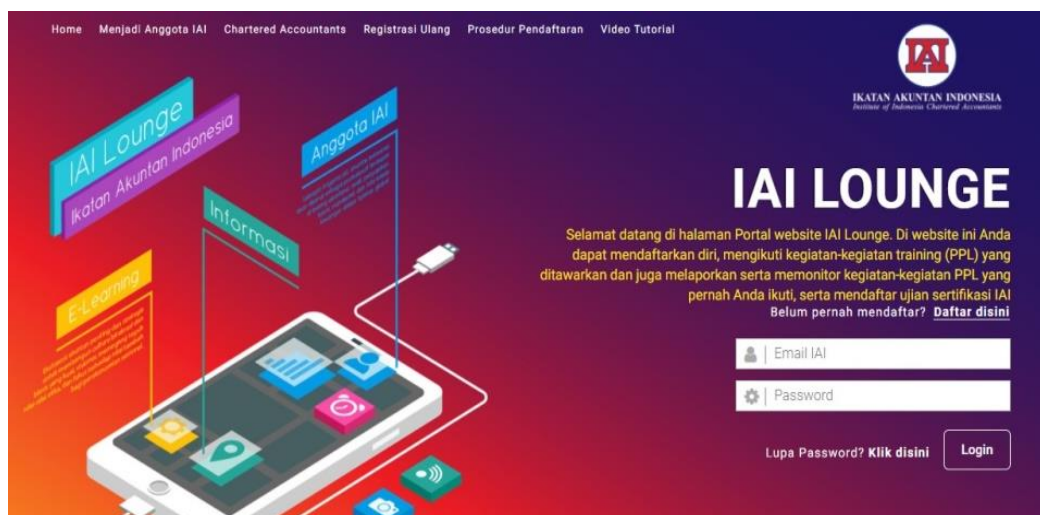 Home Menjadi Anggota IAI Chartered Accountants Registrasi Ulang Prosedur Pendaftaran Video Tutorial
IAI
IKATAN AKUNTAN INDONESIA
Institute of Indonesia Chartered Accountants
IAI Lounge
Ikatan Akuntan Indonesia
Anggota IAI
Informasi
E-Learning
IAI LOUNGE
Selamat datang di halaman Portal website IAI Lounge. Di website ini Anda
dapat mendaftarkan diri, mengikuti kegiatan-kegiatan training (PPL) yang
ditawarkan dan juga melaporkan serta memonitor kegiatan-kegiatan PPL yang
pernah Anda ikuti, serta mendaftar ujian sertifikasi IAI
Belum pernah mendaftar? Daftar disini
Email IAI
Password
Lupa Password? Klik disini Login